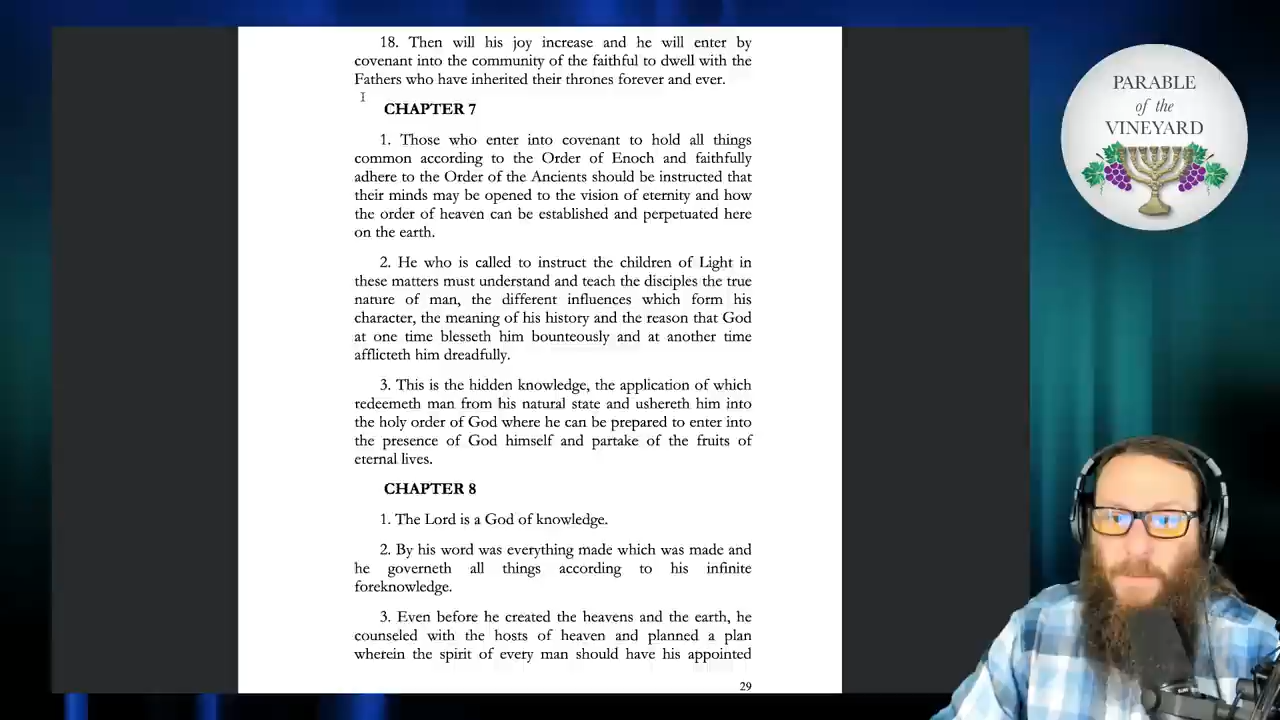 18. Then will his joy increase and he will enter by
covenant into the community of the faithful to dwell with the
Fathers who have inherited their thrones forever and ever.
CHAPTER 7
1. Those who enter into covenant to hold all things
common according to the Order of Enoch and faithfully
adhere to the Order of the Ancients should be instructed that
their minds may be opened to the vision of eternity and how
the order of heaven can be established and perpetuated here
on the earth.
2. He who is called to instruct the children of Light in
these matters must understand and teach the disciples the true
nature of man, the different influences which form his
character, the meaning of his history and the reason that God
at one time blesseth him bounteously and at another time
afflicteth him dreadfully.
3. This is the hidden knowledge, the application of which
redeemeth man from his natural state and ushereth him into
the holy order of God where he can be prepared to enter into
the presence of God himself and partake of the fruits of
eternal lives.
CHAPTER 8
1. The Lord is a God of knowledge.
2. By his word was everything made which was made and
he governeth all things according to his infinite
foreknowledge.
3. Even before he created the heavens and the earth, he
counseled with the hosts of heaven and planned a plan
wherein the spirit of every man should have his appointed
29
PARABLE
of the
VINEYARD